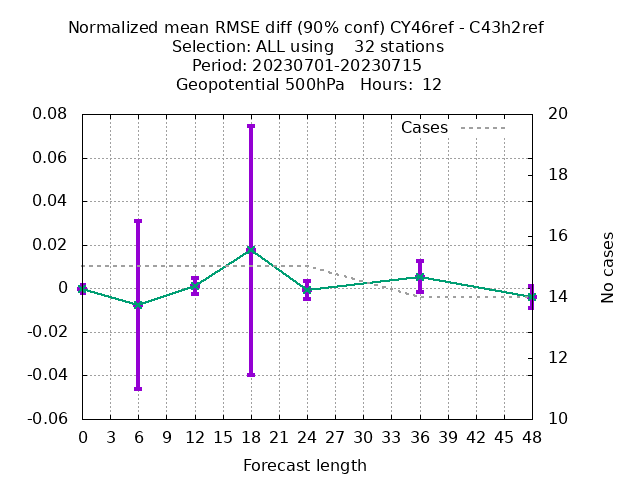 Normalized mean RMSE diff (90% conf) CY46ref - C43h2ref
Selection: ALL using    32 stations
Period: 20230701-20230715
Geopotential 500hPa   Hours:  12
0.08
0.06
0.04
0.02
0
-0.02
-0.04
-0.06
Cases
20
18
16
14
12
10
No cases
0 3 6 9 12 15 18 21 24 27 30 33 36 39 42 45 48
Forecast length